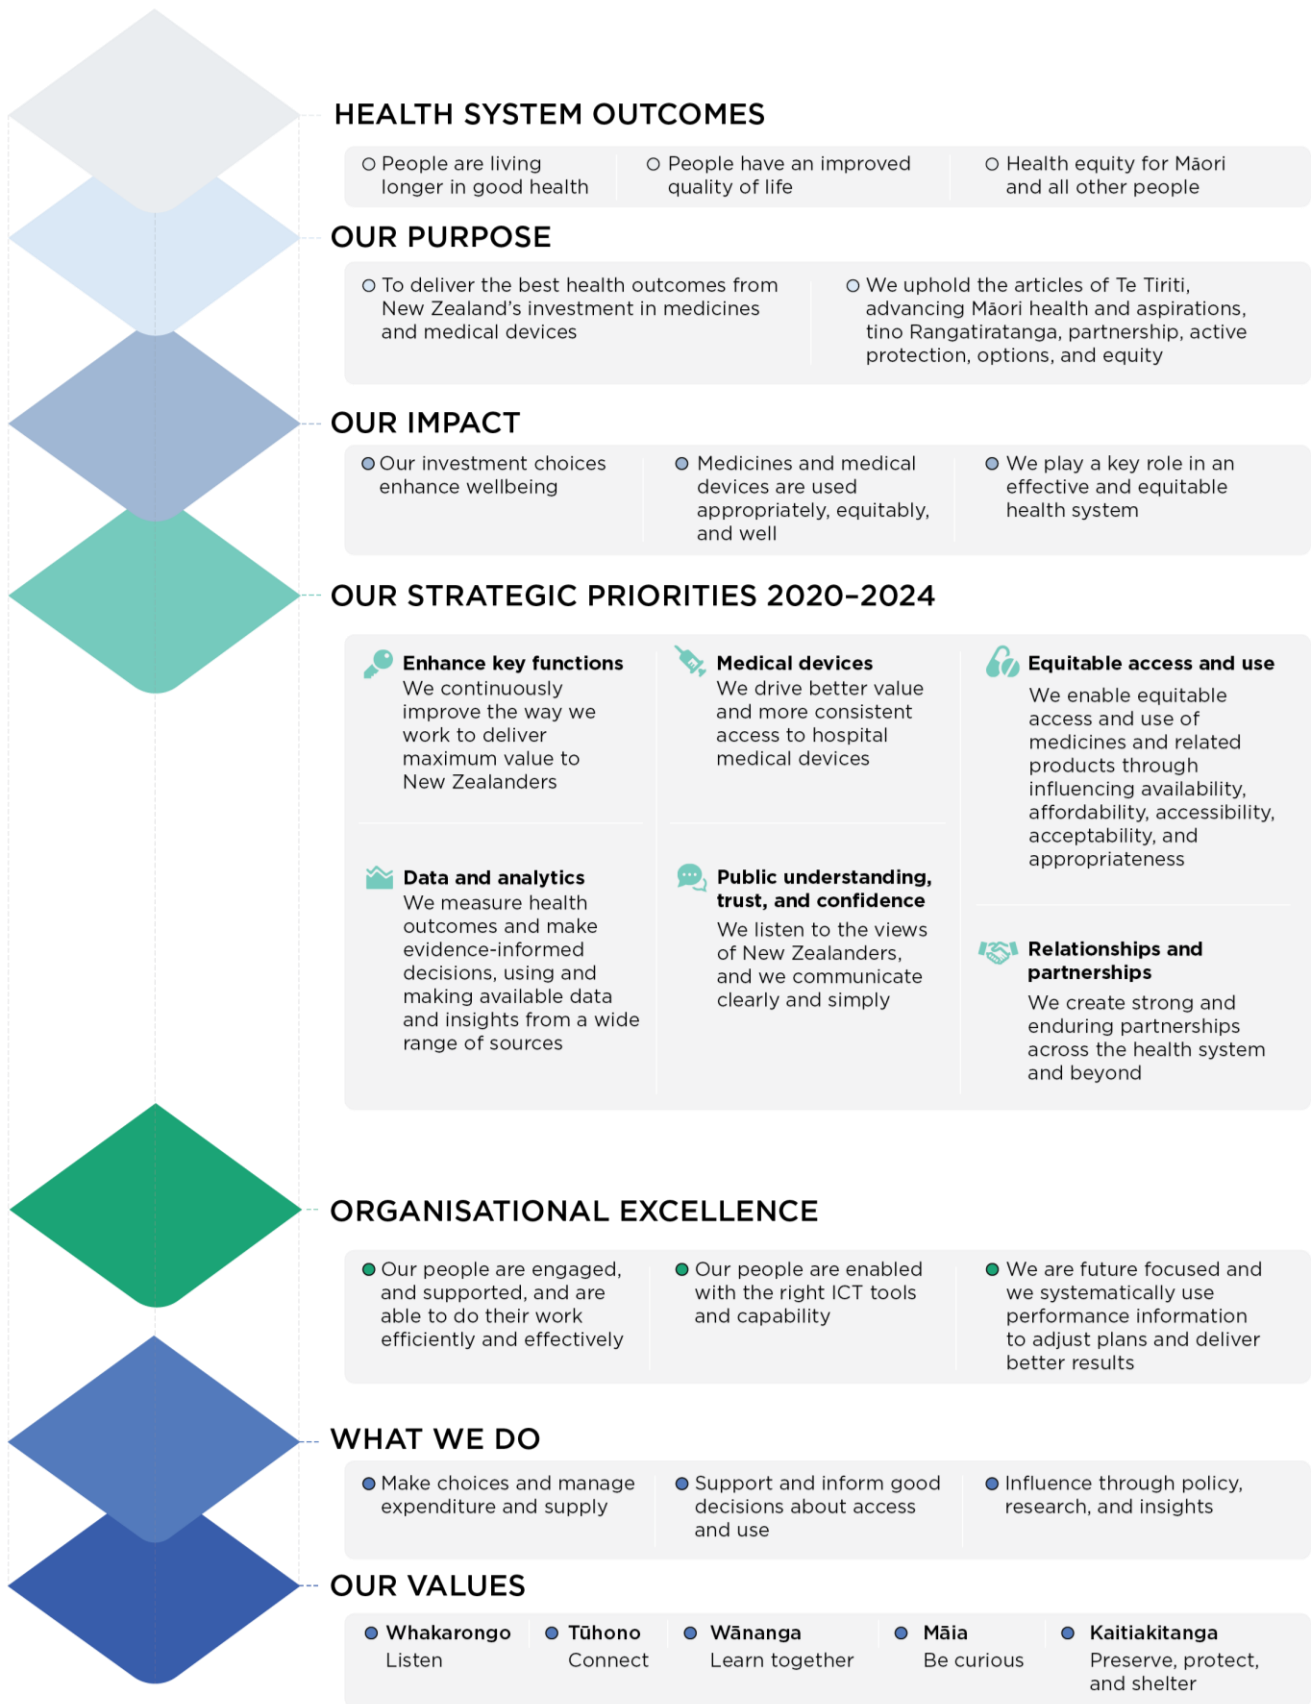 HEALTH SYSTEM OUTCOMES
People are living
longer in good health
People have an improved
quality of life
Health equity for Māori
and all other people
OUR PURPOSE
To deliver the best health outcomes from
New Zealand’s investment in medicines
and medical devices
We uphold the articles of Te Tiriti,
advancing Māori health and aspirations,
tino Rangatiratanga, partnership, active
protection, options, and equity
OUR IMPACT
Our investment choices
enhance wellbeing
Medicines and medical
devices are used
appropriately, equitably,
and well
We play a key role in an
effective and equitable
health system
OUR STRATEGIC PRIORITIES 2020–2024
Enhance key functions
We continuously
improve the way we
work to deliver
maximum value to
New Zealanders
Medical devices
We drive better value
and more consistent
access to hospital
medical devices
Equitable access and use
We enable equitable
access and use of
medicines and related
products through
influencing availability,
affordability, accessibility,
acceptability, and
appropriateness
Data and analytics
We measure health
outcomes and make
evidence-informed
decisions, using and
making available data
and insights from a wide
range of sources
Public understanding,
trust, and confidence
We listen to the views
of New Zealanders,
and we communicate
clearly and simply
Relationships and
partnerships
We create strong and
enduring partnerships
across the health system
and beyond
ORGANISATIONAL EXCELLENCE
Our people are engaged,
and supported, and are
able to do their work
efficiently and effectively
Our people are enabled
with the right ICT tools
and capability
We are future focused and
we systematically use
performance information
to adjust plans and deliver
better results
WHAT WE DO
Make choices and manage
expenditure and supply
Support and inform good
decisions about access
and use
Influence through policy,
research, and insights
OUR VALUES
Whakarongo
Listen
Tūhono
Connect
Wānanga
Learn together
Māia
Be curious
Kaitiakitanga
Preserve, protect,
and shelter